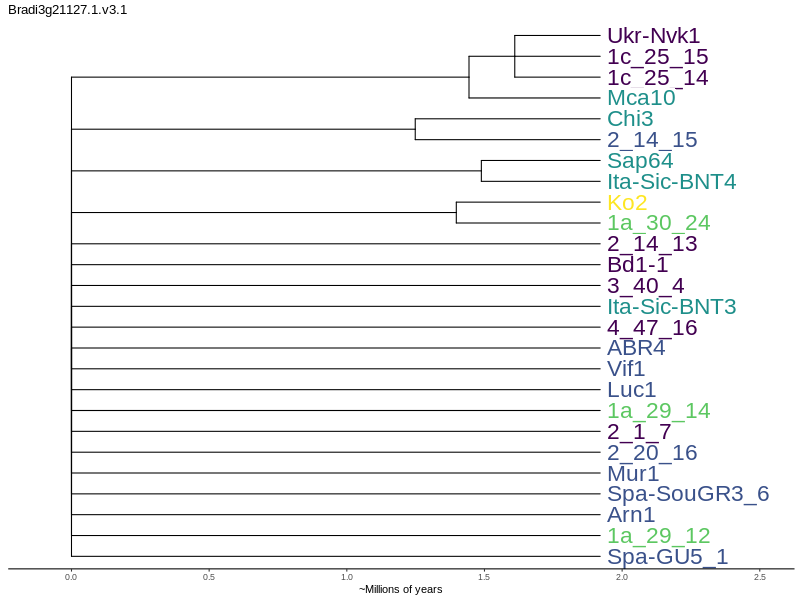 Bradi3g21127.1.v3.1
Ukr-Nvk1
1c_25_15
1c_25_14
Mca10
Chi3
2_14_15
Sap64
Ita-Sic-BNT4
Ko2
1a_30_24
2_14_13
Bd1-1
3_40_4
Ita-Sic-BNT3
4_47_16
ABR4
Vif1
Luc1
1a_29_14
2_1_7
2_20_16
Mur1
Spa-SouGR3_6
Arn1
1a_29_12
Spa-GU5_1
0.0 0.5 1.0 1.5 2.0 2.5
~Millions of years